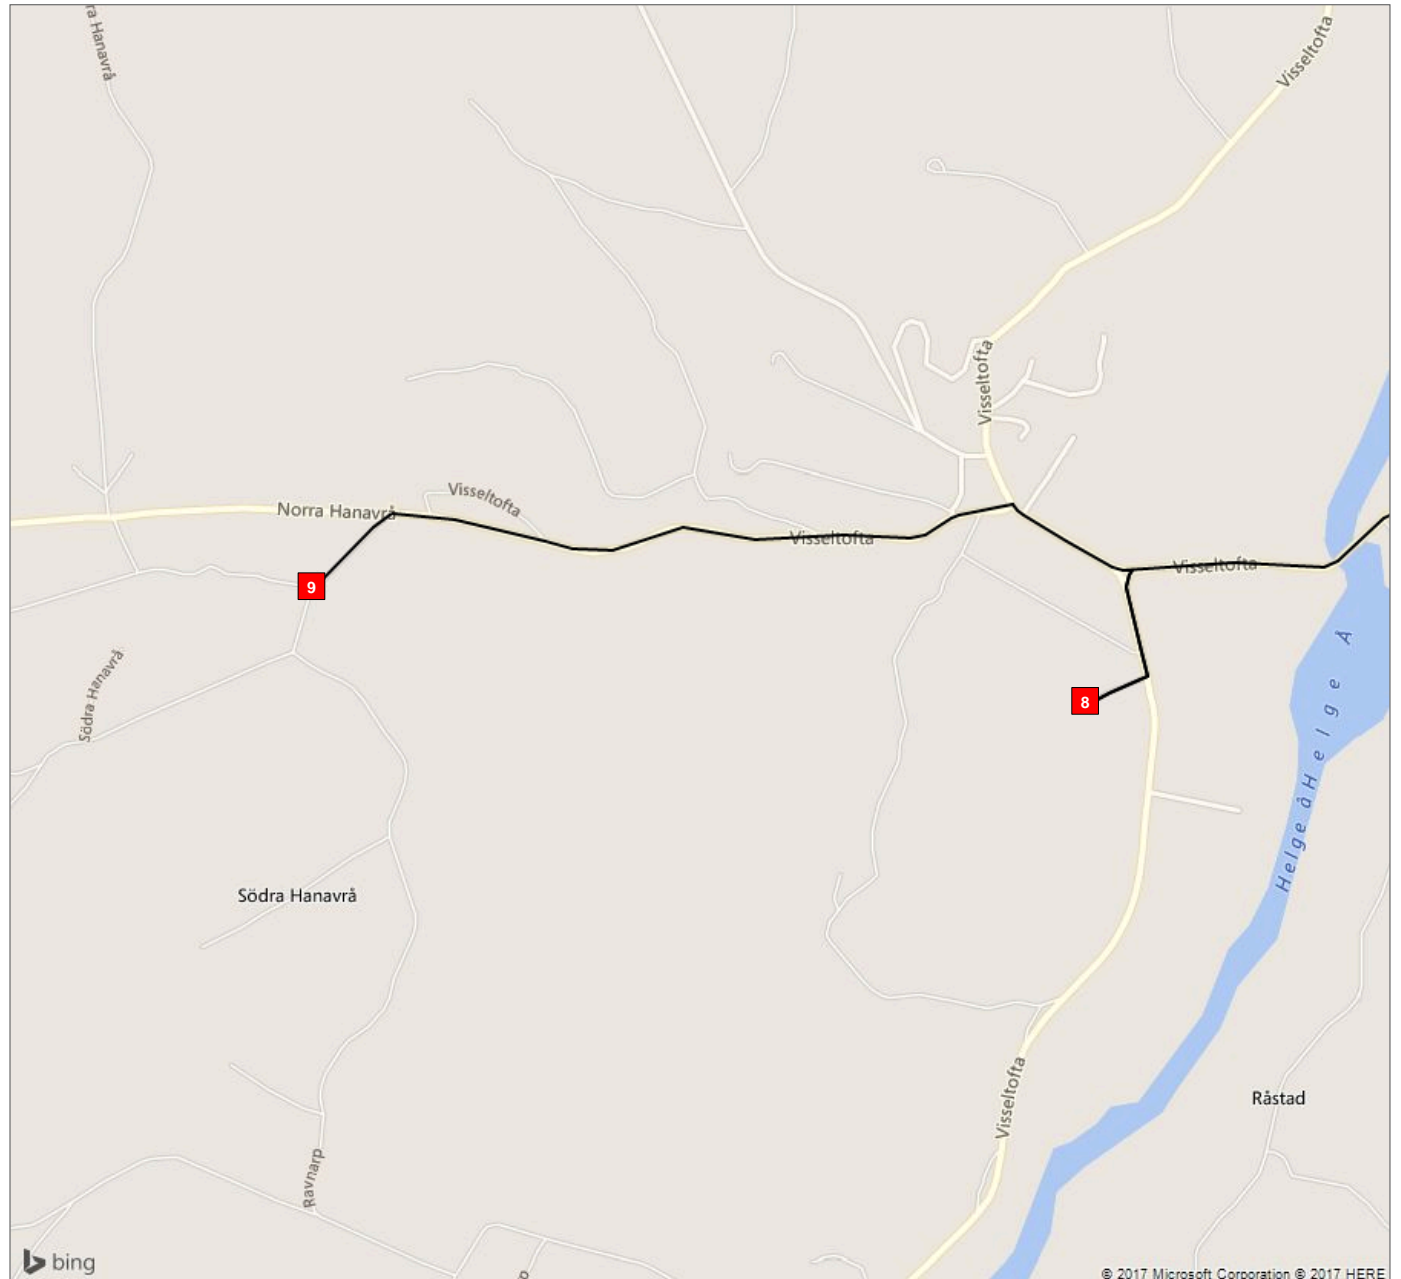 ra Hanavrå
Visseltofta
Visseltofta
Visseltofta
Norra Hanavrå
Visseltofta
Visseltofta
9
8
Helge Å
Helge å
Södra Hanavrå
Södra Hanavrå
Visseltofta
Råstad
Ravnarp
bing
© 2017 Microsoft Corporation © 2017 HERE